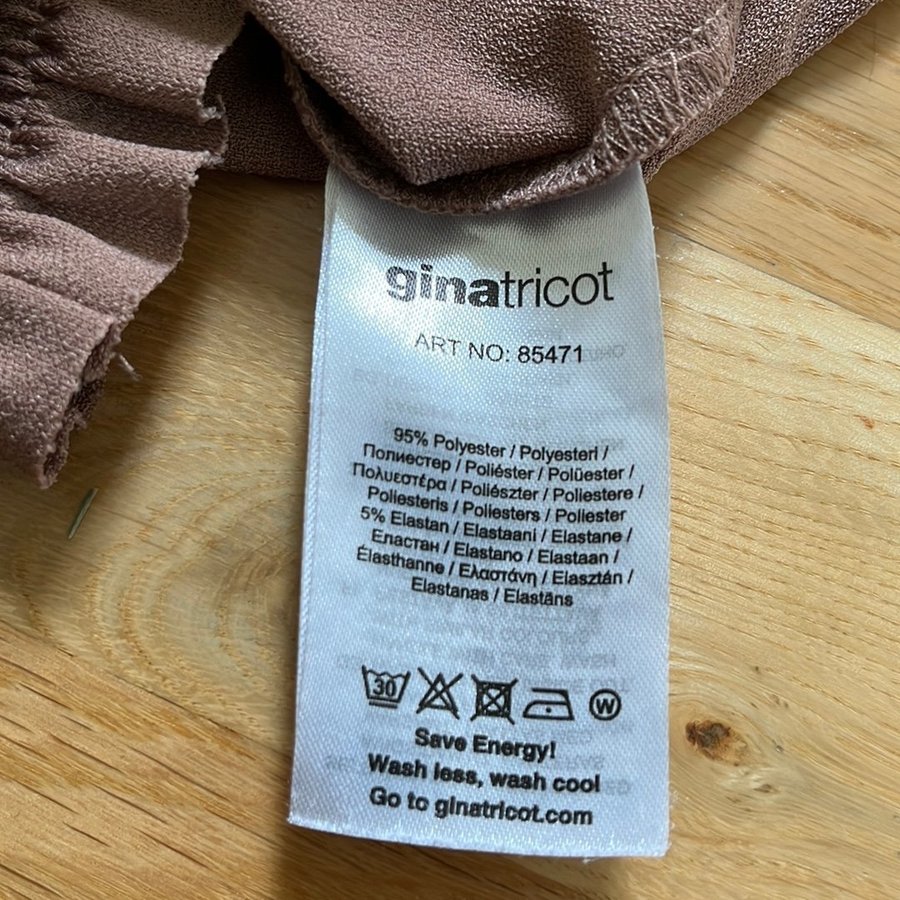 ginatricot
ART NO: 85471
95% Polyester / Polyesteri /
Полиестер / Poliéster / Polüester /
Πολυεστέρα / Poliészter / Poliestere /
Poliesteris / Poliesters / Poliester
5% Elastan / Elastaani / Elastane /
Еластан / Elastano / Elastaan /
Élasthanne / Ελαστάνη / Elasztán /
Elastanas / Elastāns
30 W
Save Energy!
Wash less, wash cool
Go to ginatricot.com